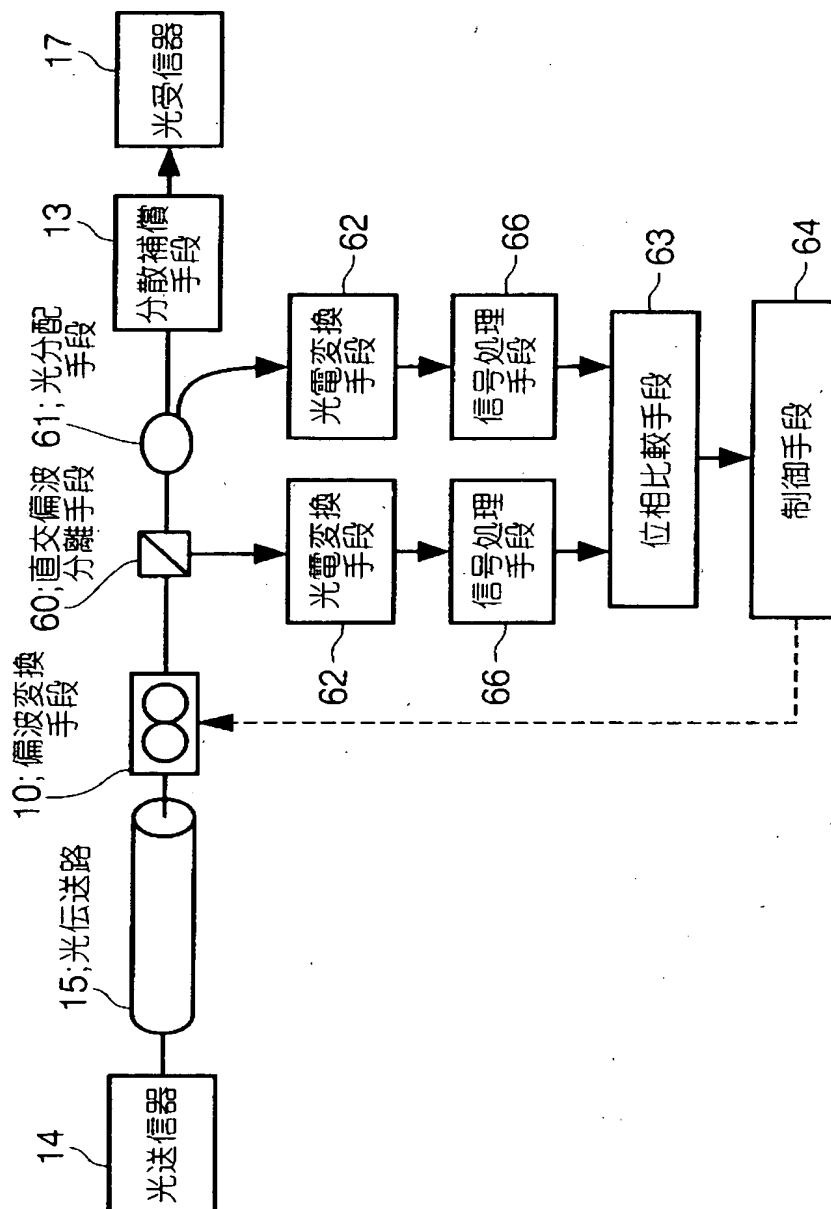 14
光送信器
15;光伝送路
10;偏波変換
手段
60;直交偏波
分離手段
61;光分配
手段
13
分散補償
手段
17
光受信器
62
光電変換
手段
62
光電変換
手段
66
信号処理
手段
66
信号処理
手段
63
位相比較手段
64
制御手段